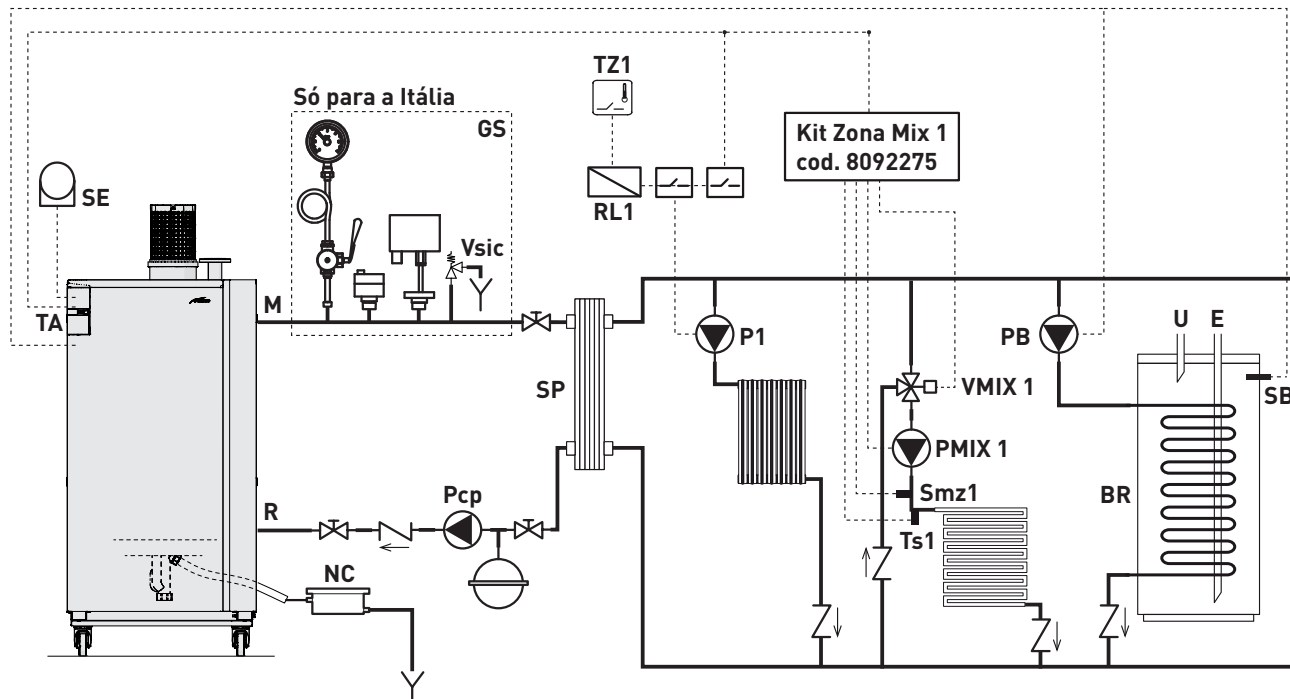 TZ1
Só para a Itália
GS
Kit Zona Mix 1
cod. 8092275
SE
RL1
Vsic
M
TA
P1
PB
U
E
SP
VMIX 1
SB
PMIX 1
Pcp
Smz1
BR
R
Ts1
NC